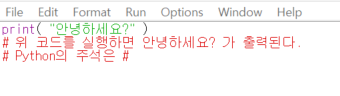 File Edit Format Run Options Window Help
print( "안녕하세요?" )
# 위 코드를 실행하면 안녕하세요? 가 출력된다.
# Python의 주석은 #